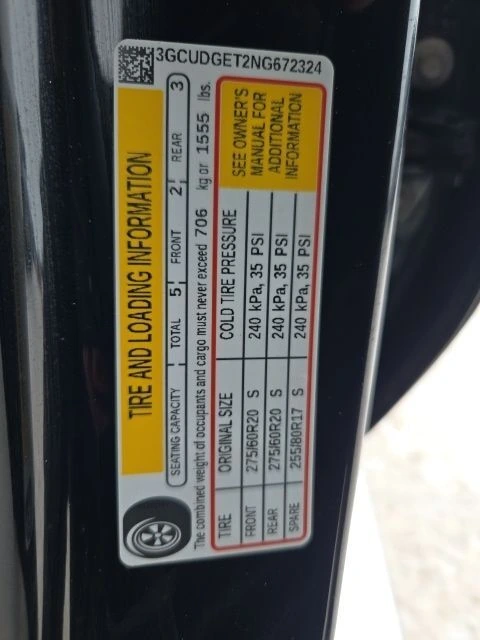 3GCUDGET2NG672324
TIRE AND LOADING INFORMATION
SEATING CAPACITY TOTAL 5 FRONT 2 REAR 3
The combined weight of occupants and cargo must never exceed 706 kg or 1555 lbs.
TIRE ORIGINAL SIZE COLD TIRE PRESSURE
FRONT 275/60R20 S 240 kPa, 35 PSI
REAR 275/60R20 S 240 kPa, 35 PSI
SPARE 255/80R17 S 240 kPa, 35 PSI
SEE OWNER'S
MANUAL FOR
ADDITIONAL
INFORMATION